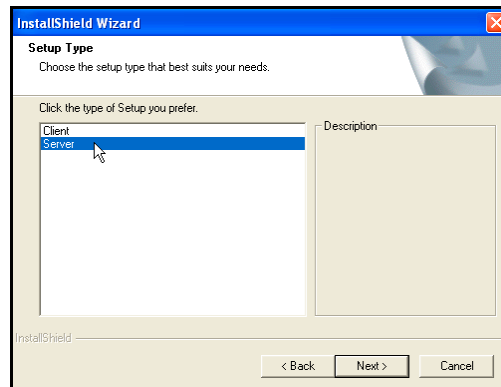 InstallShield Wizard
Setup Type
Choose the setup type that best suits your needs.
Click the type of Setup you prefer.
Client
Server
Description
InstallShield
< Back
Next >
Cancel